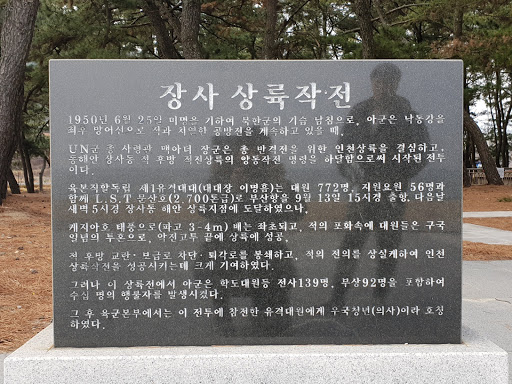 장사 상륙작·전
1950년 6월 25일 미명을 기하여 북한군의 기습 남침으로, 아군은 낙동강을
최우 방어선으로 적과 치열한 공방전을 계속하고 있을 때,
UN군 총 사령관 맥아더 장군은 총 반격전을 위한 인천상륙을 결심하고,
동해안 장사동 적 후방 적진상륙의 양동작전 명령을 하달함으로써 시작된 전투
이다.
육본직할독립 제1유격대대(대대장 이명흠)는 대원 772명, 지원요원 56명과
함께 L.S.T 문산호(2,700톤급)로 부산항을 9월 13일 15시경 출항, 다음날
새벽 5시경 장사동 해안 상륙지점에 도달하였으나,
케지아호 태풍으로(파고 3-4m) 배는 좌초되고, 적의 포화속에 대원들은 구국
일념의 투혼으로, 악전고투 끝에 상륙에 성공.
적 후방 교란·보급로 차단·퇴각로를 봉쇄하고, 적의 전의를 상실케하여 인천
상륙작전을 성공시키는데 크게 기여하였다.
그러나 이 상륙전에서 아군은 학도대원등 전사139명, 부상92명을 포함하여
수십 명의 행불자를 발생시켰다.
그 후 육군본부에서는 이 전투에 참전한 유격대원에게 우국청년(의사)이라 호칭
하였다.